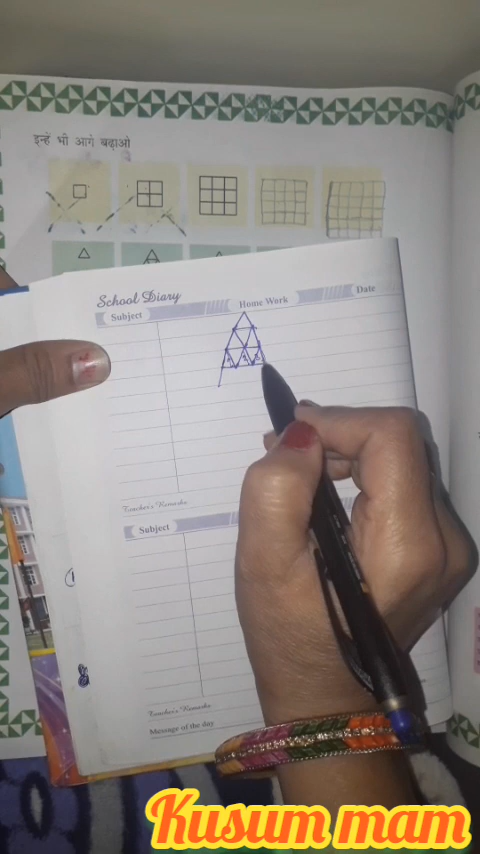 इन्हें भी आगे बढ़ाओ
School Diary
Subject
Home Work
Date
Teacher's Remarks
Subject
Teacher's Remarks
Message of the day
Kusum mam